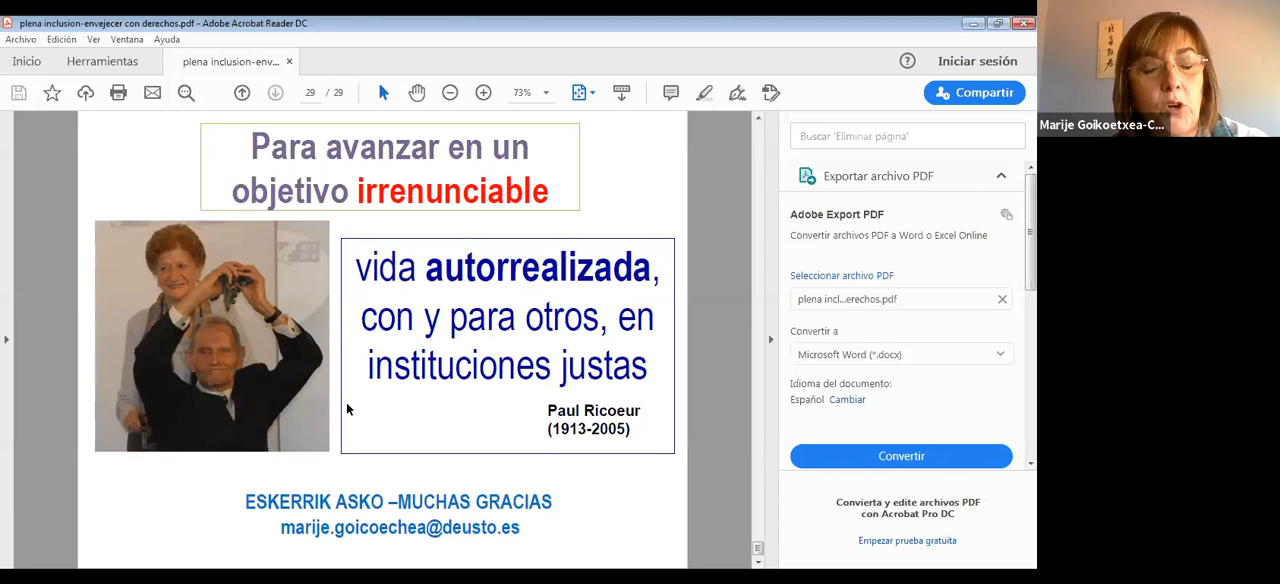 plena inclusion-envejecer con derechos.pdf - Adobe Acrobat Reader DC
Archivo Edición Ver Ventana Ayuda
Inicio Herramientas plena inclusion-env... × Iniciar sesión
29 / 29 73% Compartir
Para avanzar en un
objetivo irrenunciable
vida autorrealizada,
con y para otros, en
instituciones justas
Paul Ricoeur
(1913-2005)
ESKERRIK ASKO –MUCHAS GRACIAS
marije.goicoechea@deusto.es
Buscar 'Eliminar página'
Exportar archivo PDF
Adobe Export PDF
Convertir archivos PDF a Word o Excel Online
Seleccionar archivo PDF
plena incl...erechos.pdf
Convertir a
Microsoft Word (*.docx)
Idioma del documento:
Español Cambiar
Convertir
Convierta y edite archivos PDF
con Acrobat Pro DC
Empezar prueba gratuita
Marije Goikoetxea-C...